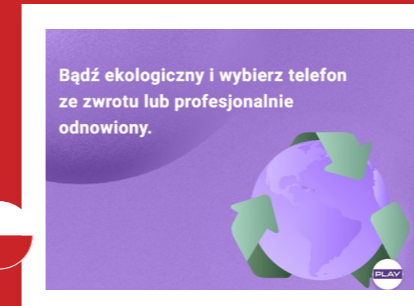 Bądź ekologiczny i wybierz telefon
ze zwrotu lub profesjonalnie
odnowiony.
PLAY